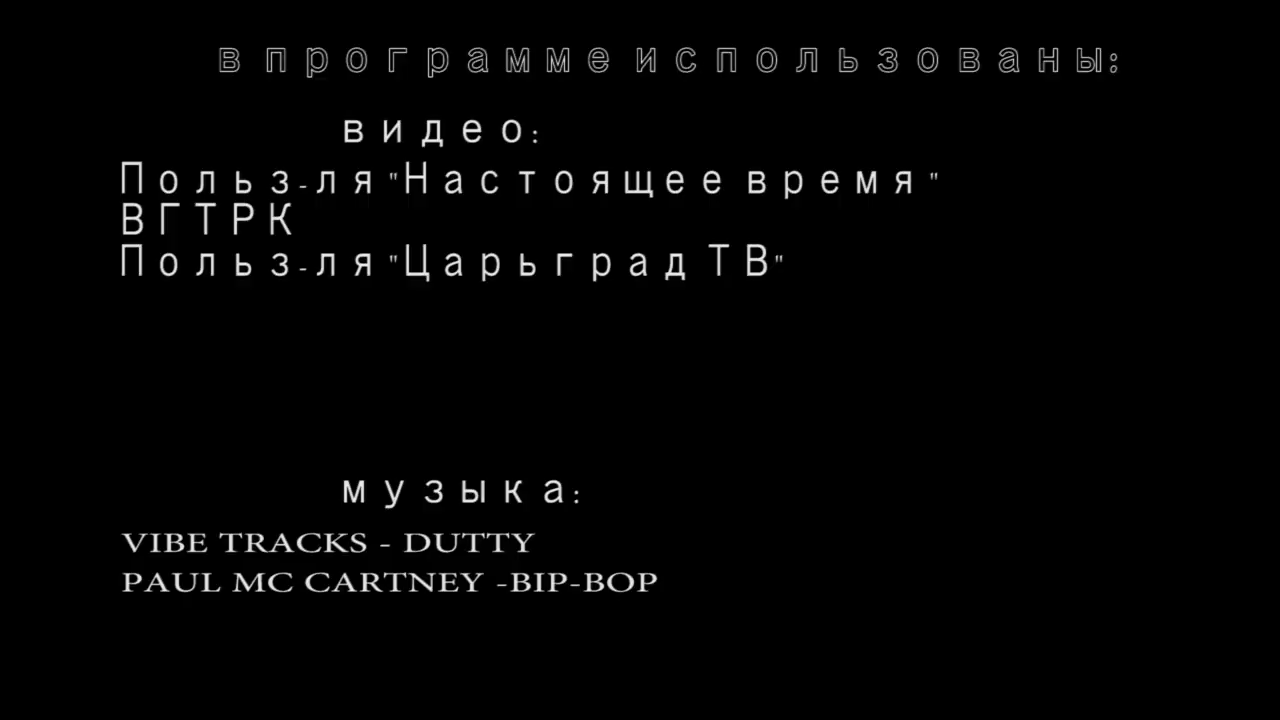 в программе использованы:
видео:
Польз-ля "Настоящее время"
ВГТРК
Польз-ля "Царьград ТВ"
музыка:
VIBE TRACKS - DUTTY
PAUL MC CARTNEY -BIP-BOP